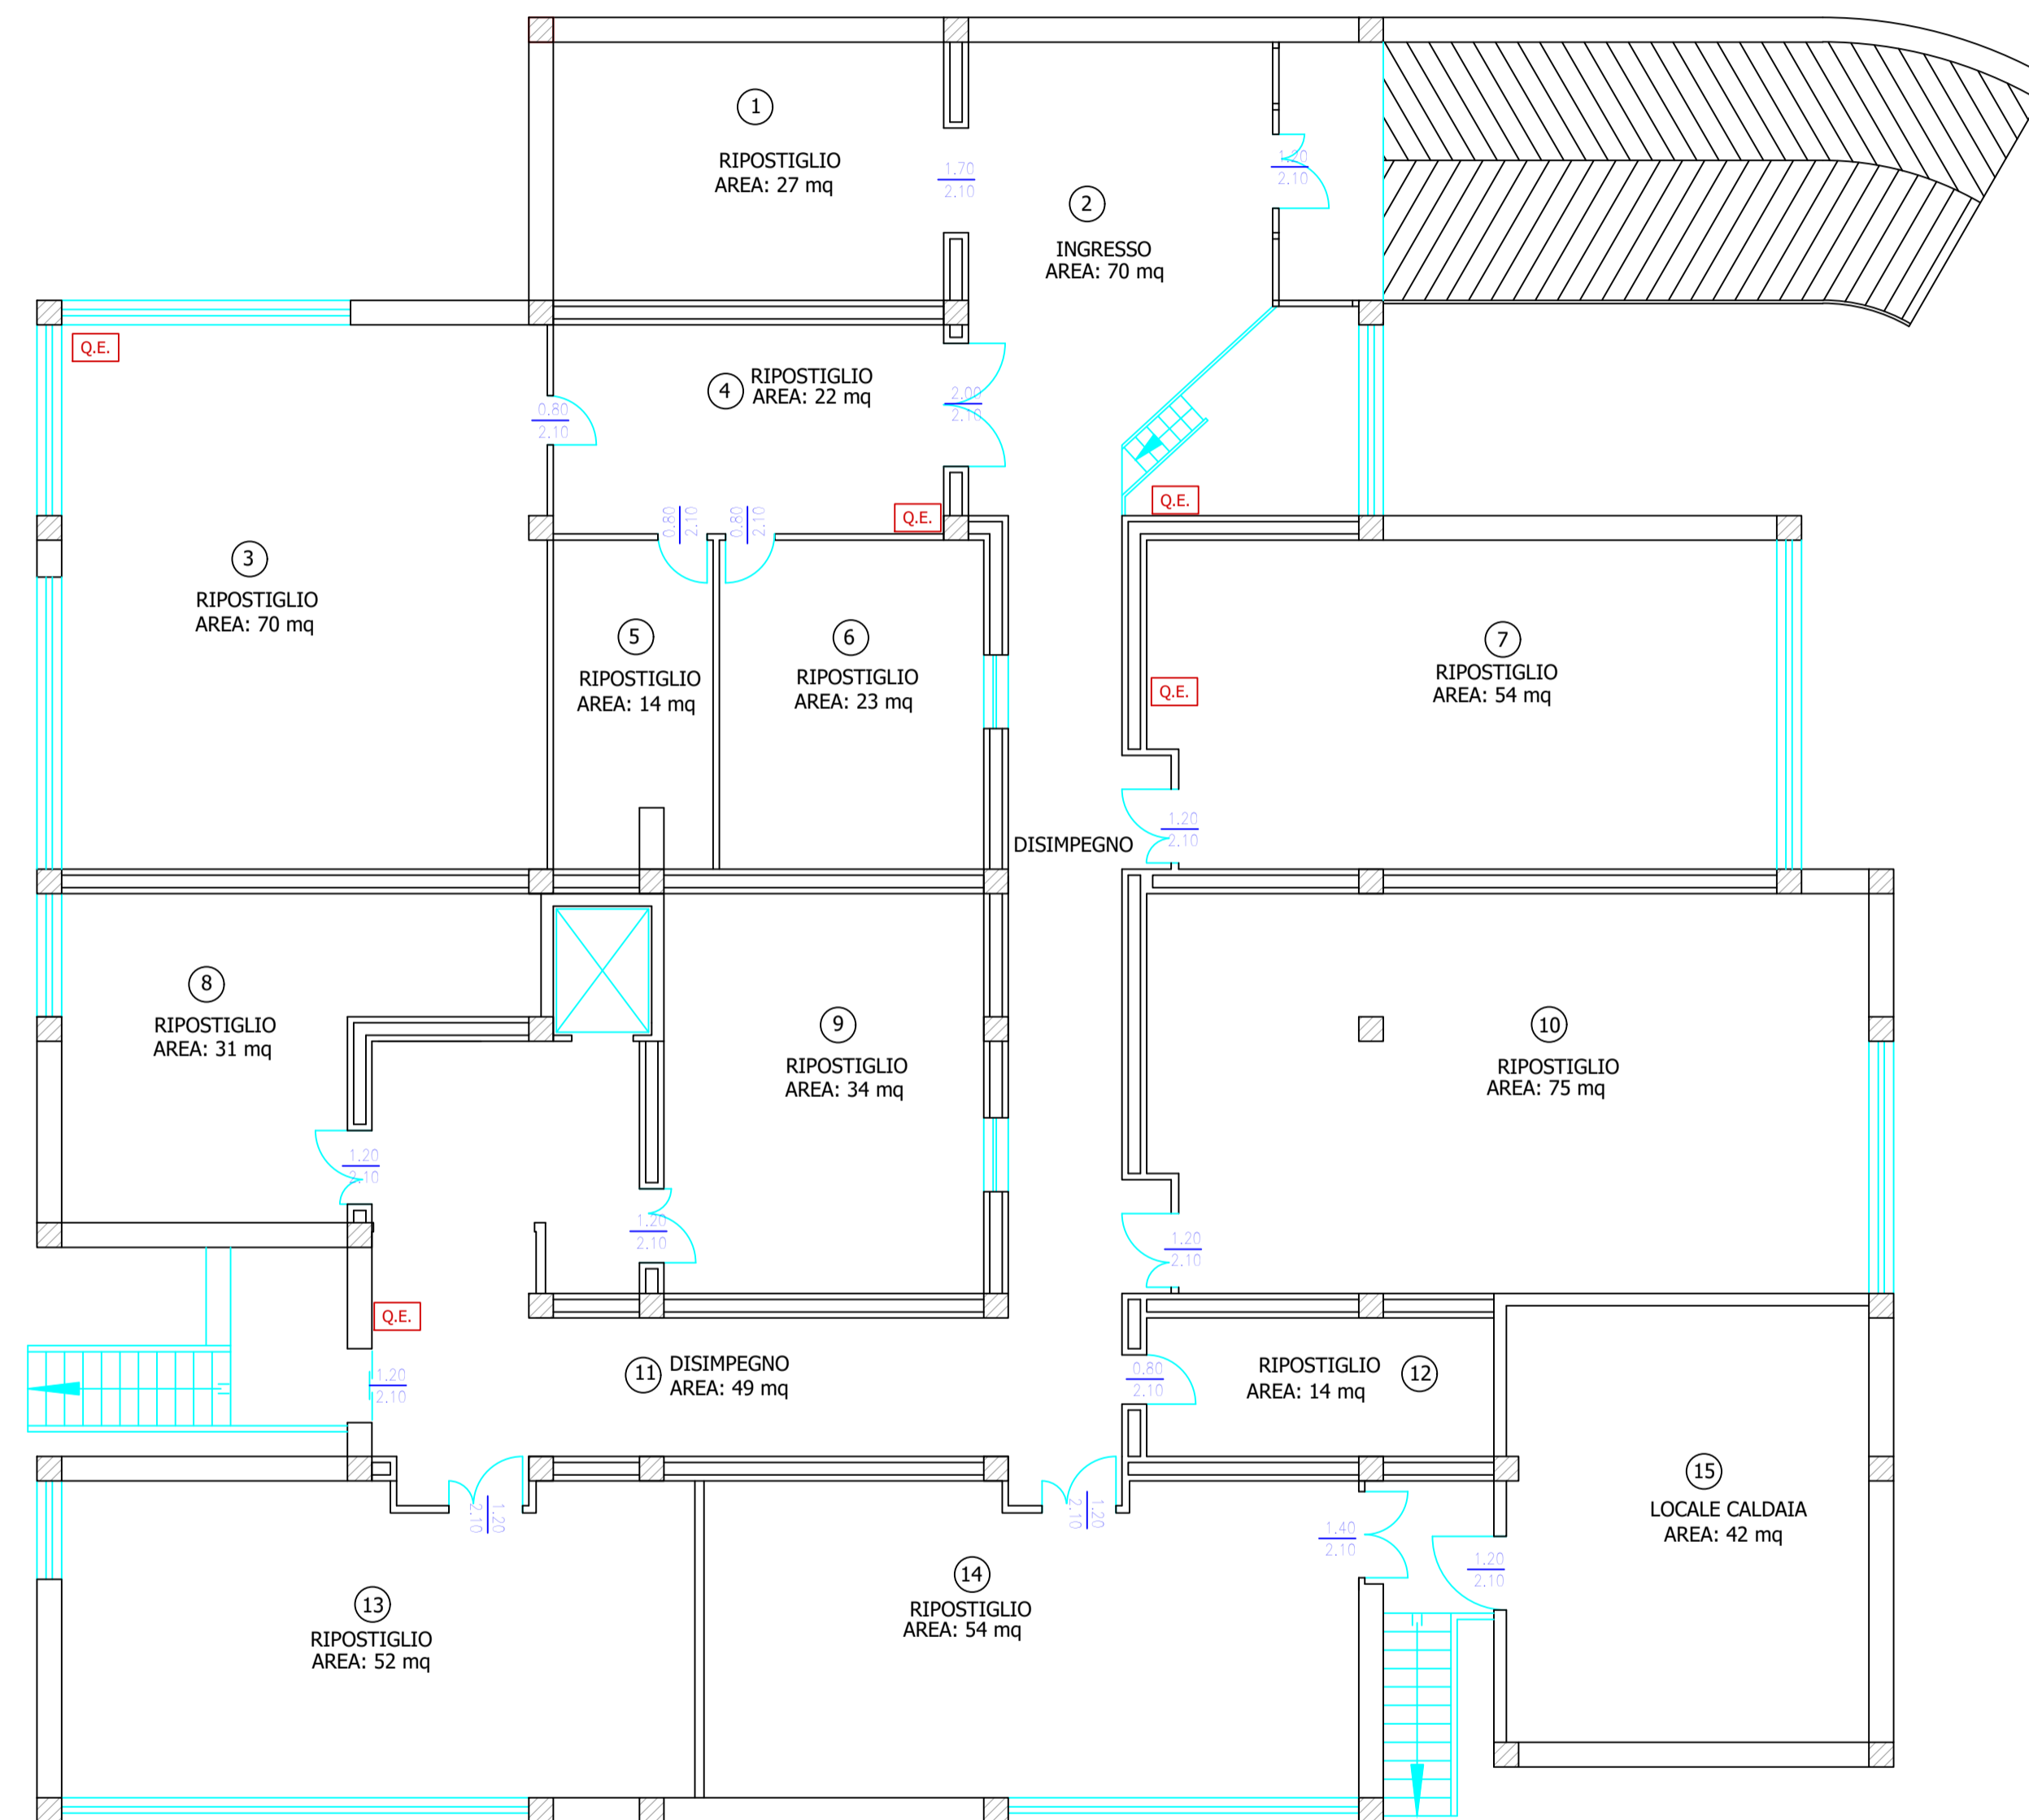 1
RIPOSTIGLIO
AREA: 27 mq
1.70
2.10
1.20
2.10
2
INGRESSO
AREA: 70 mq
Q.E.
4
RIPOSTIGLIO
AREA: 22 mq
0.80
2.10
2.00
2.10
Q.E.
Q.E.
0.80
2.10
0.80
2.10
3
RIPOSTIGLIO
AREA: 70 mq
5
RIPOSTIGLIO
AREA: 14 mq
6
RIPOSTIGLIO
AREA: 23 mq
7
RIPOSTIGLIO
AREA: 54 mq
Q.E.
1.20
2.10
DISIMPEGNO
8
RIPOSTIGLIO
AREA: 31 mq
9
RIPOSTIGLIO
AREA: 34 mq
10
RIPOSTIGLIO
AREA: 75 mq
1.20
2.10
1.20
2.10
1.20
2.10
Q.E.
11
DISIMPEGNO
AREA: 49 mq
1.20
2.10
0.80
2.10
RIPOSTIGLIO
AREA: 14 mq
12
15
LOCALE CALDAIA
AREA: 42 mq
1.20
2.10
1.20
2.10
1.40
2.10
1.20
2.10
13
RIPOSTIGLIO
AREA: 52 mq
14
RIPOSTIGLIO
AREA: 54 mq